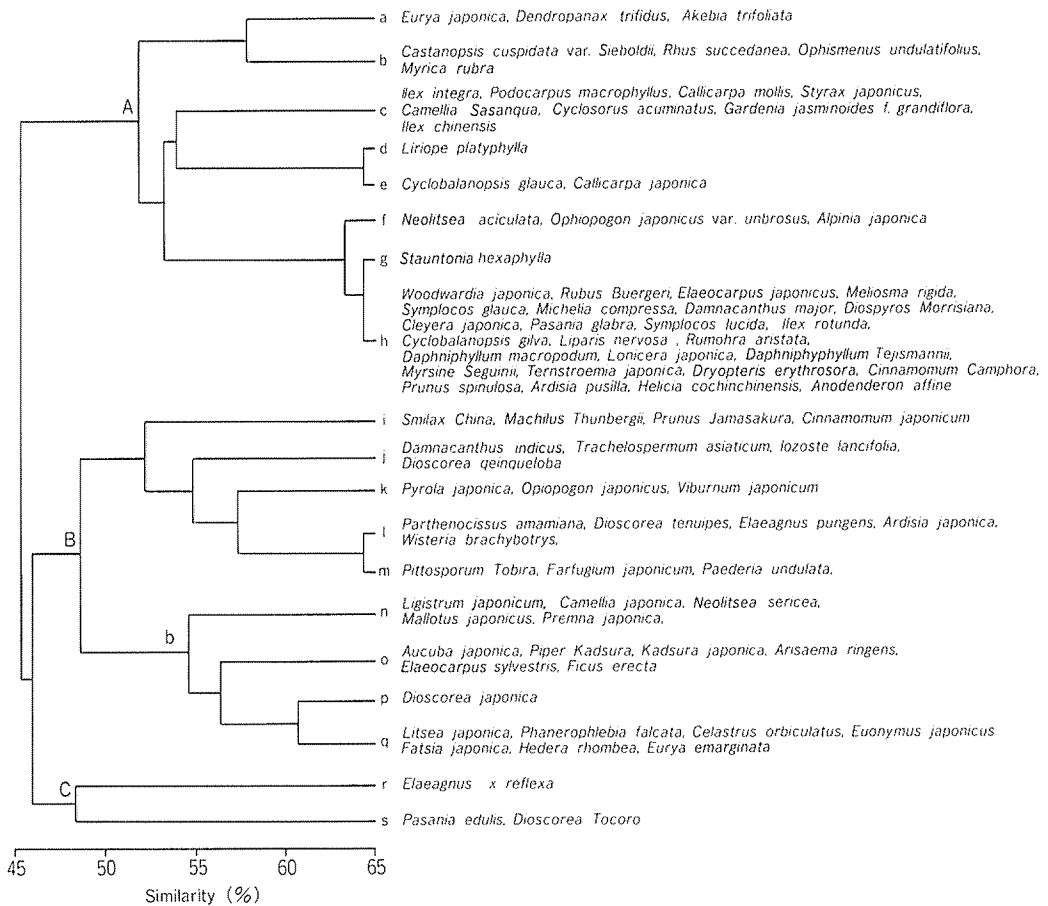 a Eurya japonica, Dendropanax trifidus, Akebia trifoliata
b Castanopsis cuspidata var. Sieboldii, Rhus succedanea, Ophismenus undulatifolius,
Myrica rubra
A
Ilex integra, Podocarpus macrophyllus, Callicarpa mollis, Styrax japonicus,
c Camellia Sasanqua, Cyclosorus acuminatus, Gardenia jasminoides f. grandiflora,
Ilex chinensis
d Liriope platyphylla
e Cyclobalanopsis glauca, Callicarpa japonica
f Neolitsea aciculata, Ophiopogon japonicus var. unbrosus, Alpinia japonica
g Stauntonia hexaphylla
Woodwardia japonica, Rubus Buergeri, Elaeocarpus japonicus, Meliosma rigida,
Symplocos glauca, Michelia compressa, Damnacanthus major, Diospyros Morrisiana,
Cleyera japonica, Pasania glabra, Symplocos lucida, Ilex rotunda,
h Cyclobalanopsis gilva, Liparis nervosa , Rumohra aristata,
Daphniphyllum macropodum, Lonicera japonica, Daphniphyphyllum Tejismannii,
Myrsine Seguinii, Ternstroemia japonica, Dryopteris erythrosora, Cinnamomum Camphora,
Prunus spinulosa, Ardisia pusilla, Helicia cochinchinensis, Anodenderon affine
i Smilax China, Machilus Thunbergii, Prunus Jamasakura, Cinnamomum japonicum
Damnacanthus indicus, Trachelospermum asiaticum, Iozoste lancifolia,
j Dioscorea qeinqueloba
k Pyrola japonica, Opiopogon japonicus, Viburnum japonicum
l Parthenocissus amamiana, Dioscorea tenuipes, Elaeagnus pungens, Ardisia japonica,
Wisteria brachybotrys,
B
m Pittosporum Tobira, Farfugium japonicum, Paederia undulata,
n Ligistrum japonicum, Camellia japonica, Neolitsea sericea,
Mallotus japonicus, Premna japonica,
b
o Aucuba japonica, Piper Kadsura, Kadsura japonica, Arisaema ringens,
Elaeocarpus sylvestris, Ficus erecta
p Dioscorea japonica
q Litsea japonica, Phanerophlebia falcata, Celastrus orbiculatus, Euonymus japonicus
Fatsia japonica, Hedera rhombea, Eurya emarginata
C
r Elaeagnus x reflexa
s Pasania edulis, Dioscorea Tocoro
45 50 55 60 65
Similarity (%)